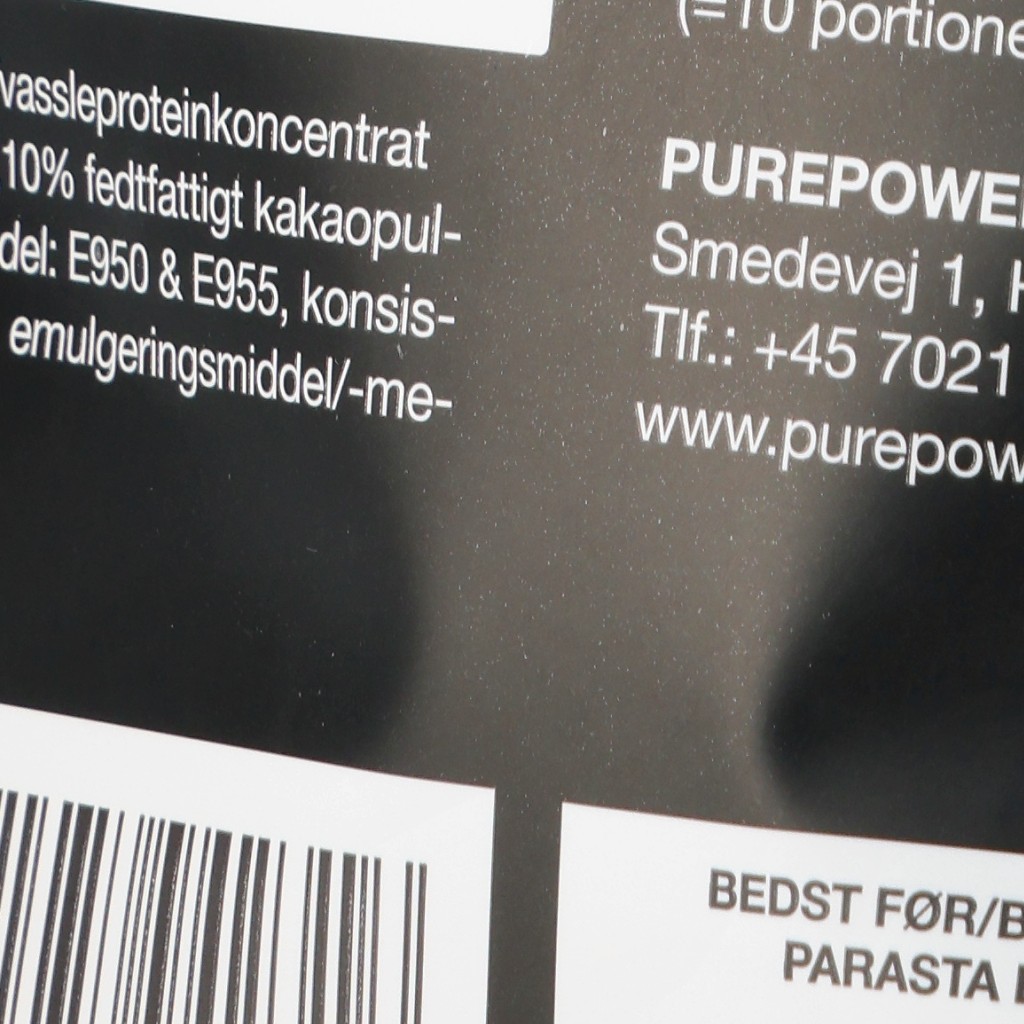 vassleproteinkoncentrat
10% fedtfattigt kakaopul-
del: E950 & E955, konsis-
emulgeringsmiddel/-me-
(=10 portione
PUREPOWE
Smedevej 1,
Tlf.: +45 7021
www.purepow
BEDST FØR/B
PARASTA